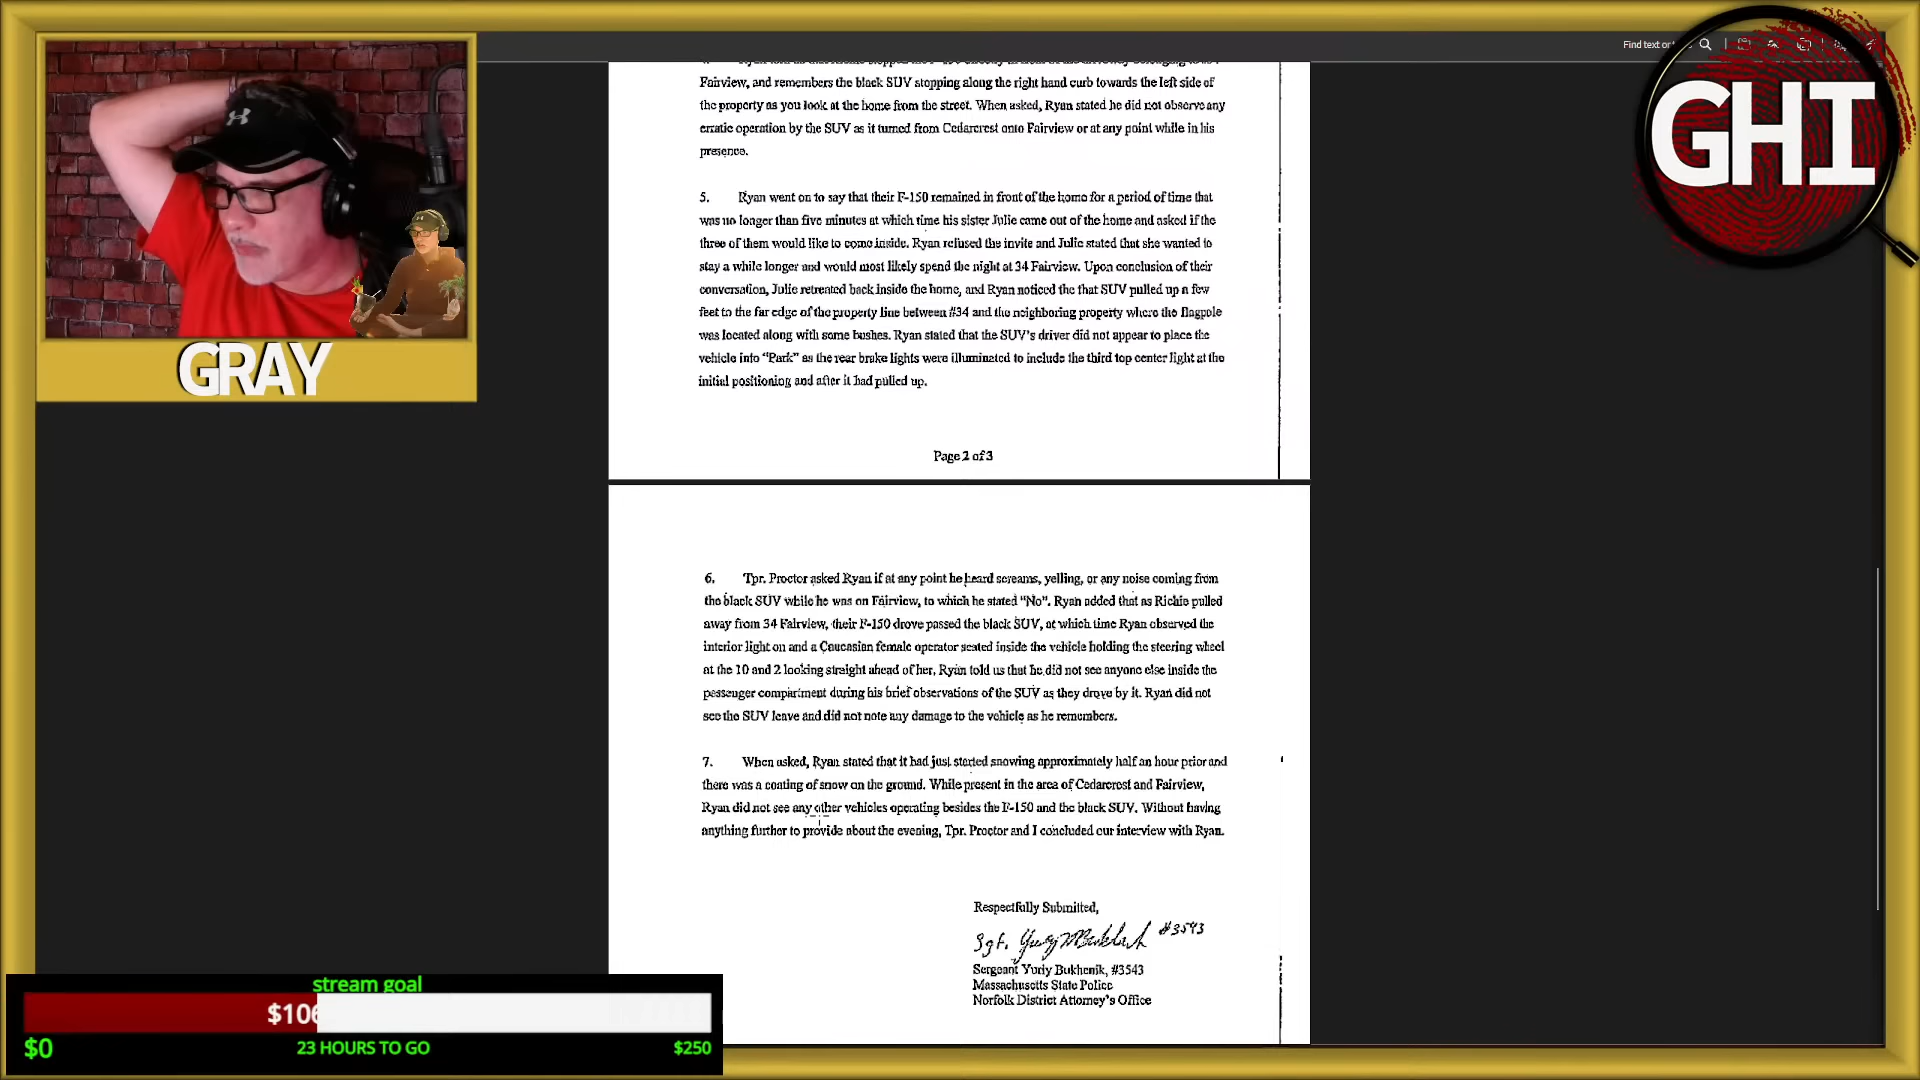 Find text or
GHI
GRAY
Fairview, and remembers the black SUV stopping along the right hand curb towards the left side of
the property as you look at the home from the street. When asked, Ryan stated he did not observe any
erratic operation by the SUV as it turned from Cedarcrest onto Fairview or at any point while in his
presence.
5. Ryan went on to say that their F-150 remained in front of the home for a period of time that
was no longer than five minutes at which time his sister Julie came out of the home and asked if the
three of them would like to come inside. Ryan refused the invite and Julie stated that she wanted to
stay a while longer and would most likely spend the night at 34 Fairview. Upon conclusion of their
conversation, Julie retreated back inside the home, and Ryan noticed the that SUV pulled up a few
feet to the far edge of the property line between #34 and the neighboring property where the flagpole
was located along with some bushes. Ryan stated that the SUV's driver did not appear to place the
vehicle into "Park" as the rear brake lights were illuminated to include the third top center light at the
initial positioning and after it had pulled up.
Page 2 of 3
6. Tpr. Proctor asked Ryan if at any point he heard screams, yelling, or any noise coming from
the black SUV while he was on Fairview, to which he stated "No". Ryan added that as Richie pulled
away from 34 Fairview, their F-150 drove passed the black SUV, at which time Ryan observed the
interior light on and a Caucasian female operator seated inside the vehicle holding the steering wheel
at the 10 and 2 looking straight ahead of her. Ryan told us that he did not see anyone else inside the
passenger compartment during his brief observations of the SUV as they drove by it. Ryan did not
see the SUV leave and did not note any damage to the vehicle as he remembers.
7. When asked, Ryan stated that it had just started snowing approximately half an hour prior and
there was a coating of snow on the ground. While present in the area of Cedarcrest and Fairview,
Ryan did not see any other vehicles operating besides the F-150 and the black SUV. Without having
anything further to provide about the evening, Tpr. Proctor and I concluded our interview with Ryan.
Respectfully Submitted,
Sgt. #3543
Sergeant Yuriy Bukhenik, #3543
Massachusetts State Police
Norfolk District Attorney's Office
stream goal
$106
$0
23 HOURS TO GO
$250